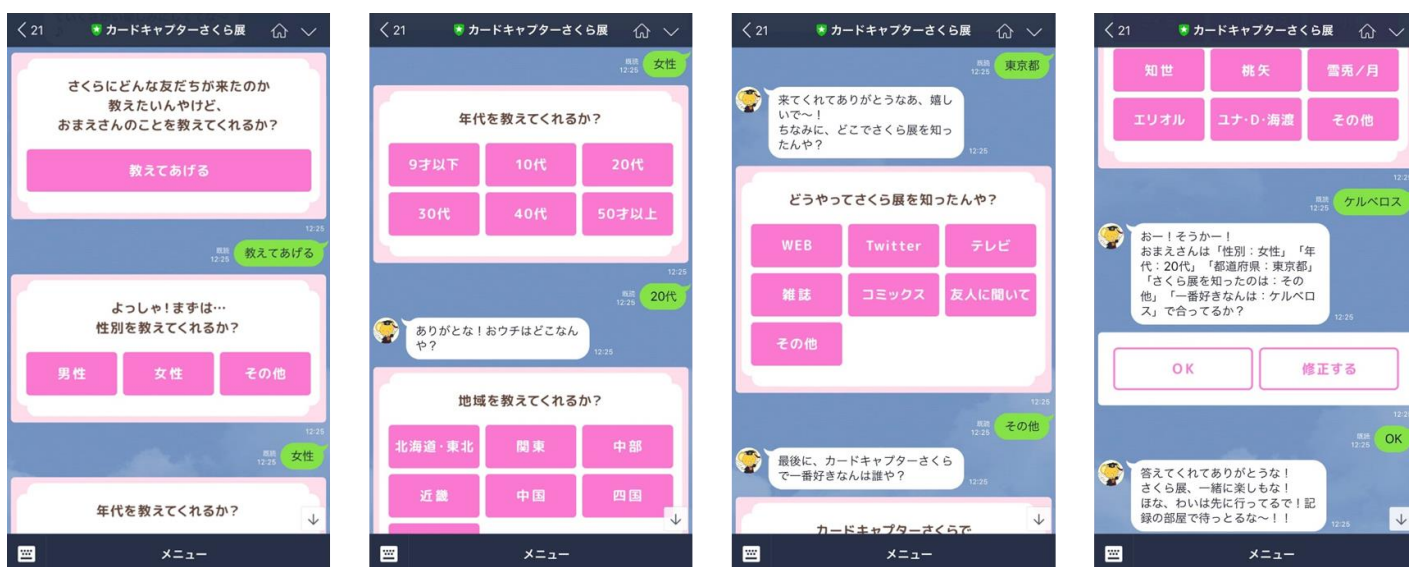 21
カードキャプターさくら展
さくらにどんな友だちが来たのか
教えたいんやけど、
おまえさんのことを教えてくれるか?
教えてあげる
12:25
既読
12:25
教えてあげる
よっしゃ!まずは…
性別を教えてくれるか?
男性
女性
その他
12:25
既読
12:25
女性
年代を教えてくれるか?
メニュー
21
カードキャプターさくら展
既読
12:25
女性
年代を教えてくれるか?
9才以下
10代
20代
30代
40代
50才以上
12:25
既読
12:25
20代
ありがとな!おウチはどこなん
や?
12:25
地域を教えてくれるか?
北海道・東北
関東
中部
近畿
中国
四国
メニュー
21
カードキャプターさくら展
既読
12:25
東京都
来てくれてありがとうなあ、嬉し
いで〜!
ちなみに、どこでさくら展を知っ
たんや?
12:25
どうやってさくら展を知ったんや?
WEB
Twitter
テレビ
雑誌
コミックス
友人に聞いて
その他
12:25
既読
12:25
その他
最後に、カードキャプターさくら
で一番好きなんは誰や?
12:25
カードキャプターさくらで
メニュー
21
カードキャプターさくら展
知世
桃矢
雪兎/月
エリオル
ユナ・D・海渡
その他
既読
12:25
ケルベロス
おー!そうかー!
おまえさんは「性別:女性」「年
代:20代」「都道府県:東京都」
「さくら展を知ったのは:その
他」「一番好きなんは:ケルベロ
ス」で合ってるか?
12:25
OK
修正する
既読
12:25
OK
答えてくれてありがとうな!
さくら展、一緒に楽しもな!
ほな、わいは先に行ってるで!記
録の部屋で待っとるな〜!!
12:25
メニュー